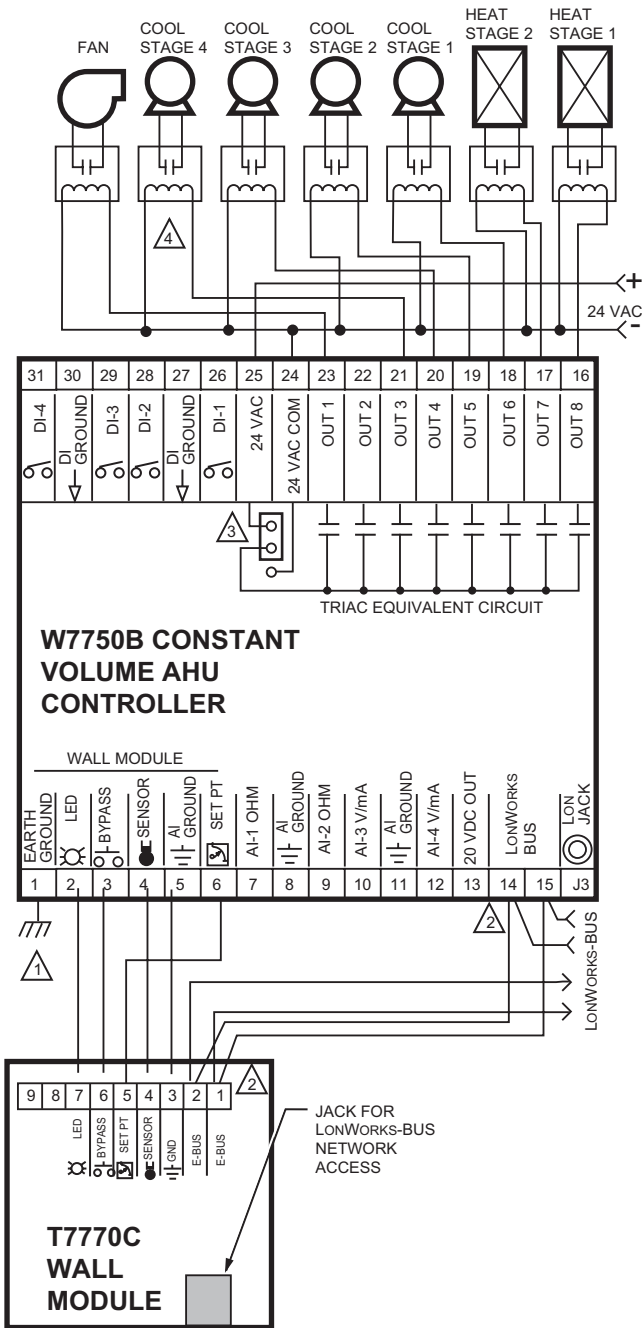 FAN
COOL
STAGE 4
COOL
STAGE 3
COOL
STAGE 2
COOL
STAGE 1
HEAT
STAGE 2
HEAT
STAGE 1
4
+
24 VAC
-
31 30 29 28 27 26 25 24 23 22 21 20 19 18 17 16
DI-4
DI
GROUND
DI-3
DI-2
DI
GROUND
DI-1
24 VAC
24 VAC COM
OUT 1
OUT 2
OUT 3
OUT 4
OUT 5
OUT 6
OUT 7
OUT 8
3
TRIAC EQUIVALENT CIRCUIT
W7750B CONSTANT
VOLUME AHU
CONTROLLER
WALL MODULE
EARTH
GROUND
LED
BYPASS
SENSOR
AI
GROUND
SET PT
AI-1 OHM
AI
GROUND
AI-2 OHM
AI-3 V/mA
AI
GROUND
AI-4 V/mA
20 VDC OUT
LONWORKS
BUS
LON
JACK
1 2 3 4 5 6 7 8 9 10 11 12 13 14 15 J3
1
2
LONWORKS-BUS
2
9 8 7 6 5 4 3 2 1
LED
BYPASS
SET PT
SENSOR
GND
E-BUS
E-BUS
JACK FOR
LONWORKS-BUS
NETWORK
ACCESS
T7770C
WALL
MODULE